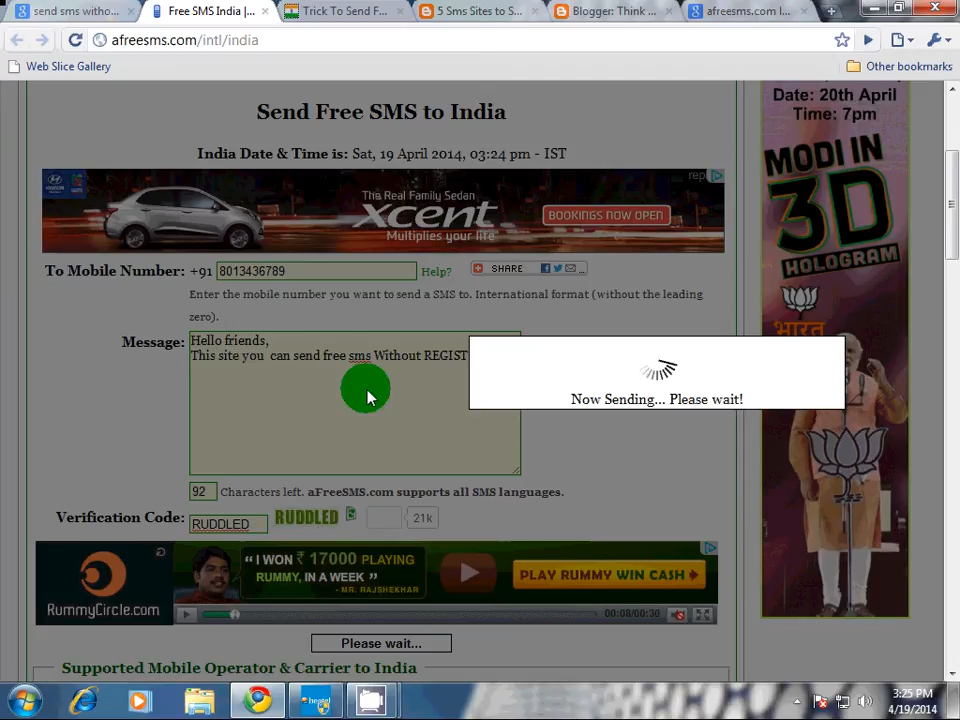 send sms witho...
Free SMS India |...
Trick To Send F...
5 Sms Sites to S...
Blogger: Think ...
afreesms.com I...
afreesms.com/intl/india
Web Slice Gallery
Other bookmarks
Send Free SMS to India
India Date & Time is: Sat, 19 April 2014, 03:24 pm - IST
The Real Family Sedan
Xcent
Multiplies your life
BOOKINGS NOW OPEN
To Mobile Number: +91 8013436789 Help? SHARE
Enter the mobile number you want to send a SMS to. International format (without the leading
zero).
Message: Hello friends,
This site you can send free sms Without REGIST
Now Sending... Please wait!
92 Characters left. aFreeSMS.com supports all SMS languages.
Verification Code: RUDDLED RUDDLED 21k
RummyCircle.com
“ I WON ₹ 17000 PLAYING
RUMMY, IN A WEEK ”
- MR. RAJSHEKHAR
PLAY RUMMY WIN CASH
00:08/00:30
Please wait...
Supported Mobile Operator & Carrier to India
Date: 20th April
Time: 7pm
MODI IN
3D
HOLOGRAM
भारत
3:25 PM
4/19/2014